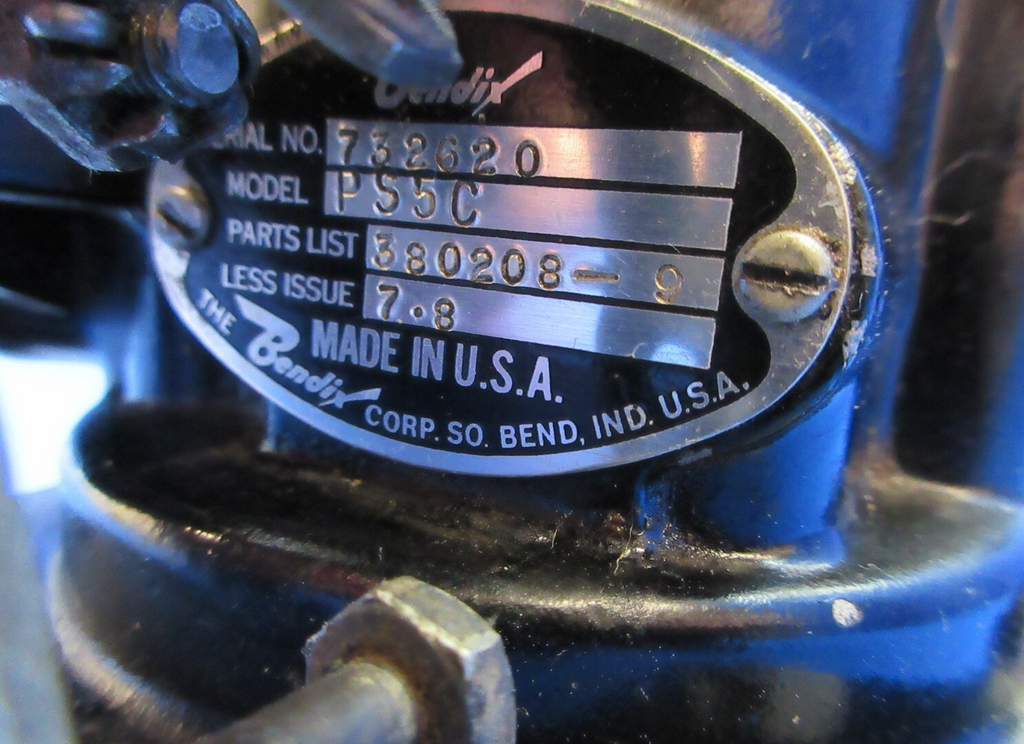 Bendix
SERIAL NO. 732620
MODEL PS5C
PARTS LIST 380208-9
LESS ISSUE 7.8
MADE IN U.S.A.
THE Bendix CORP. SO. BEND, IND. U.S.A.